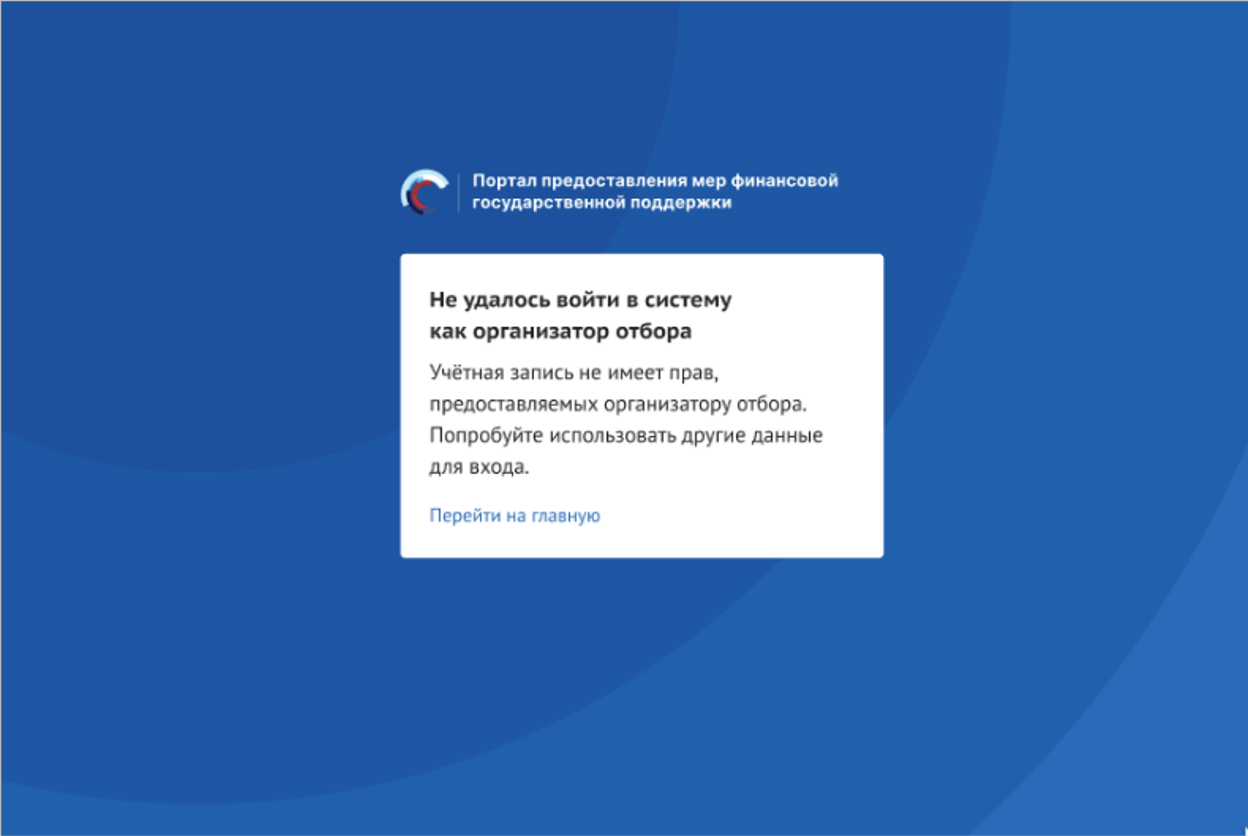 Портал предоставления мер финансовой
государственной поддержки
Не удалось войти в систему
как организатор отбора
Учётная запись не имеет прав,
предоставляемых организатору отбора.
Попробуйте использовать другие данные
для входа.
Перейти на главную